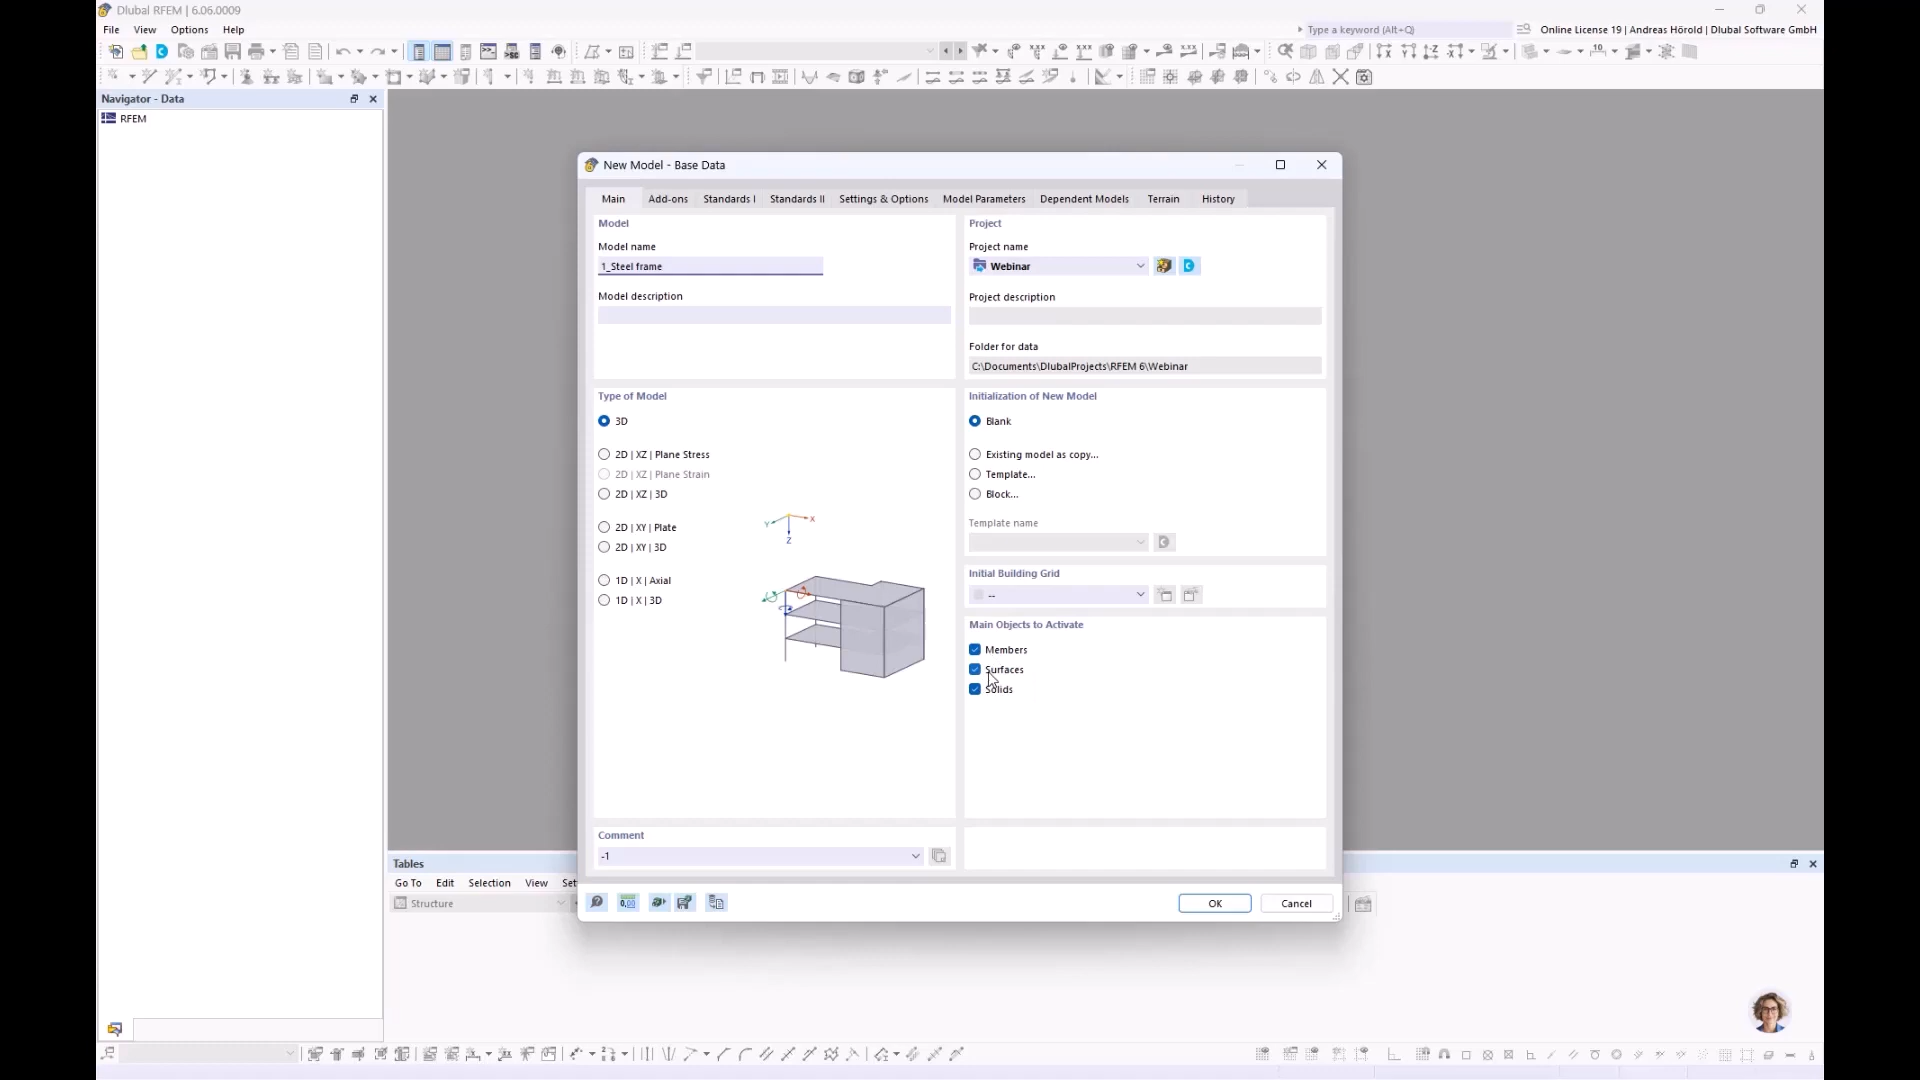 Dlubal RFEM | 6.06.0009
File View Options Help
Type a keyword (Alt+Q)
Online License 19 | Andreas Hörold | Dlubal Software GmbH
Navigator - Data
RFEM
New Model - Base Data
Main Add-ons Standards I Standards II Settings & Options Model Parameters Dependent Models Terrain History
Model
Model name
1_Steel frame
Model description
Project
Project name
Webinar
Project description
Folder for data
C:\Documents\DlubalProjects\RFEM 6\Webinar
Type of Model
3D
2D | XZ | Plane Stress
2D | XZ | Plane Strain
2D | XZ | 3D
2D | XY | Plate
2D | XY | 3D
1D | X | Axial
1D | X | 3D
Y X
Z
Initialization of New Model
Blank
Existing model as copy...
Template...
Block...
Template name
Initial Building Grid
--
Main Objects to Activate
Members
Surfaces
Solids
Comment
-1
OK Cancel
Tables
Go To Edit Selection View Set
Structure